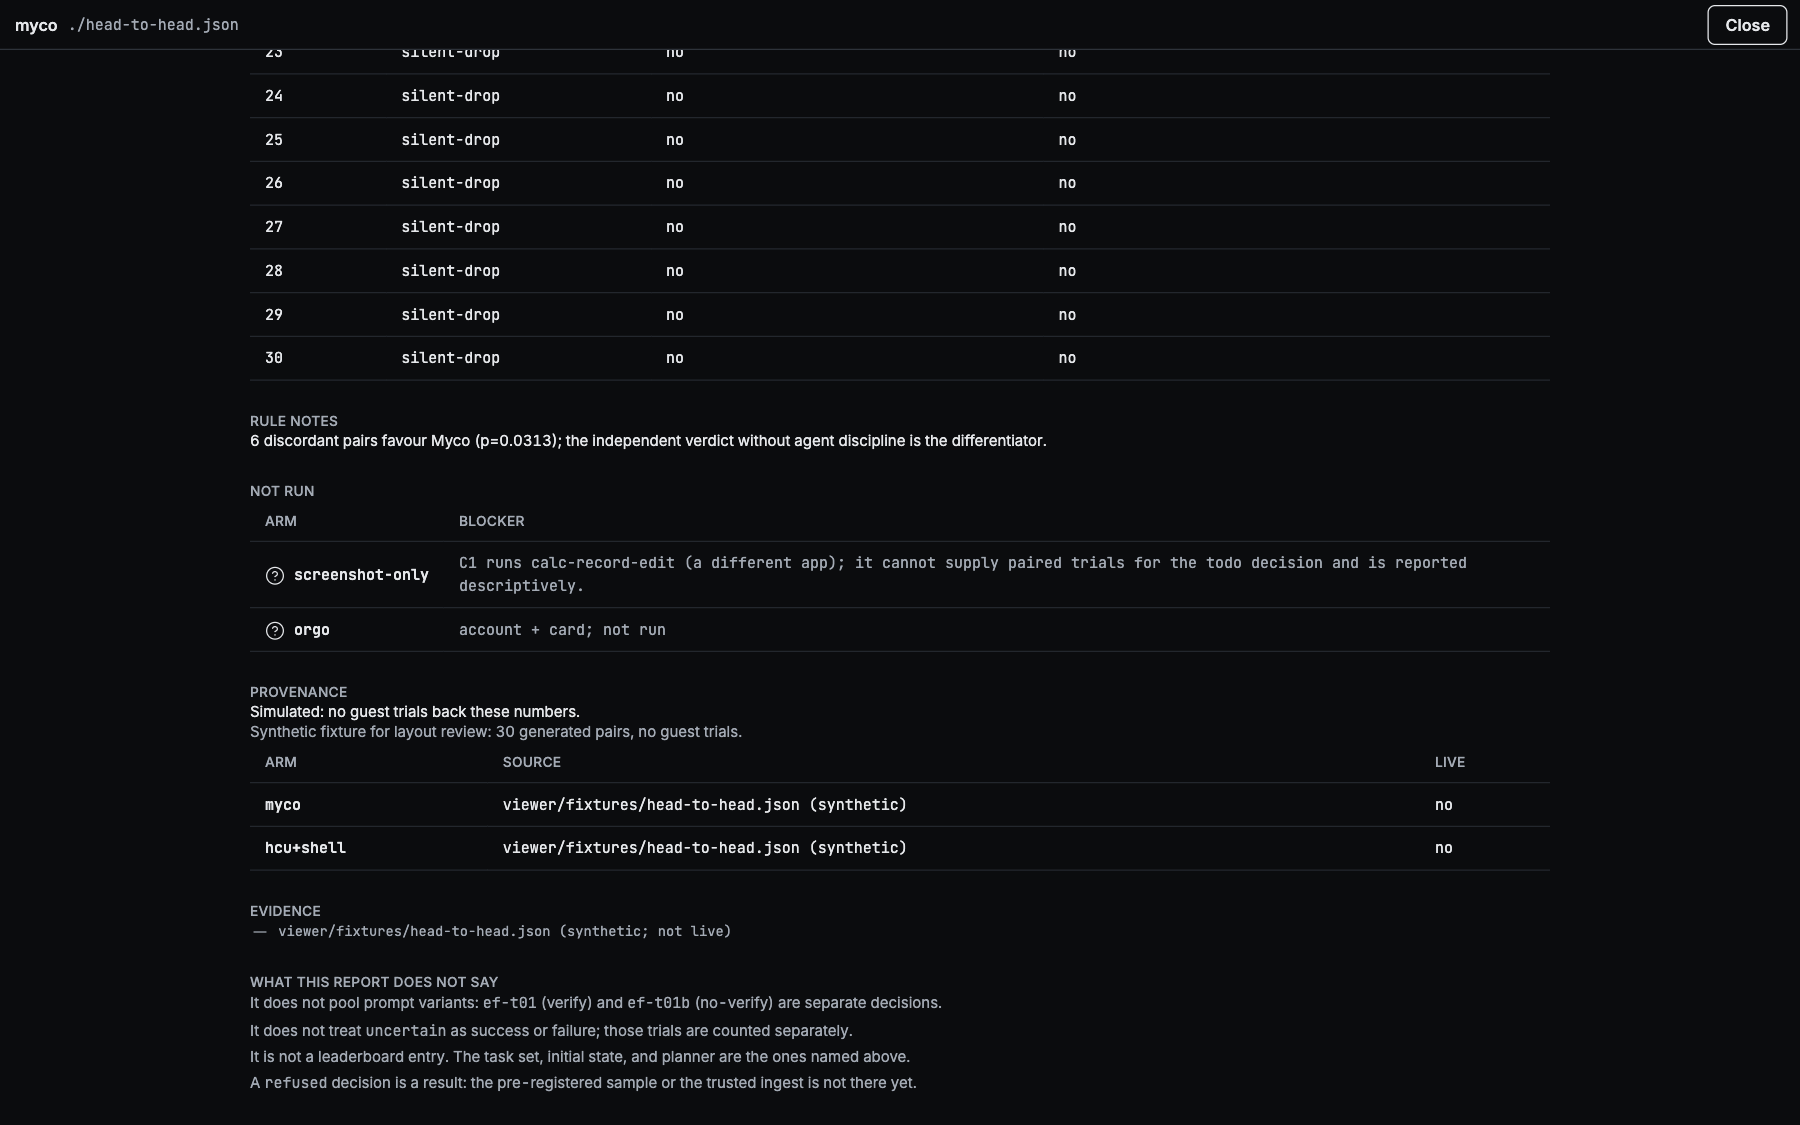 myco ./head-to-head.json
Close
23 silent-drop no no
24 silent-drop no no
25 silent-drop no no
26 silent-drop no no
27 silent-drop no no
28 silent-drop no no
29 silent-drop no no
30 silent-drop no no
RULE NOTES
6 discordant pairs favour Myco (p=0.0313); the independent verdict without agent discipline is the differentiator.
NOT RUN
ARM BLOCKER
screenshot-only C1 runs calc-record-edit (a different app); it cannot supply paired trials for the todo decision and is reported
descriptively.
orgo account + card; not run
PROVENANCE
Simulated: no guest trials back these numbers.
Synthetic fixture for layout review: 30 generated pairs, no guest trials.
ARM SOURCE LIVE
myco viewer/fixtures/head-to-head.json (synthetic) no
hcu+shell viewer/fixtures/head-to-head.json (synthetic) no
EVIDENCE
— viewer/fixtures/head-to-head.json (synthetic; not live)
WHAT THIS REPORT DOES NOT SAY
It does not pool prompt variants: ef-t01 (verify) and ef-t01b (no-verify) are separate decisions.
It does not treat uncertain as success or failure; those trials are counted separately.
It is not a leaderboard entry. The task set, initial state, and planner are the ones named above.
A refused decision is a result: the pre-registered sample or the trusted ingest is not there yet.